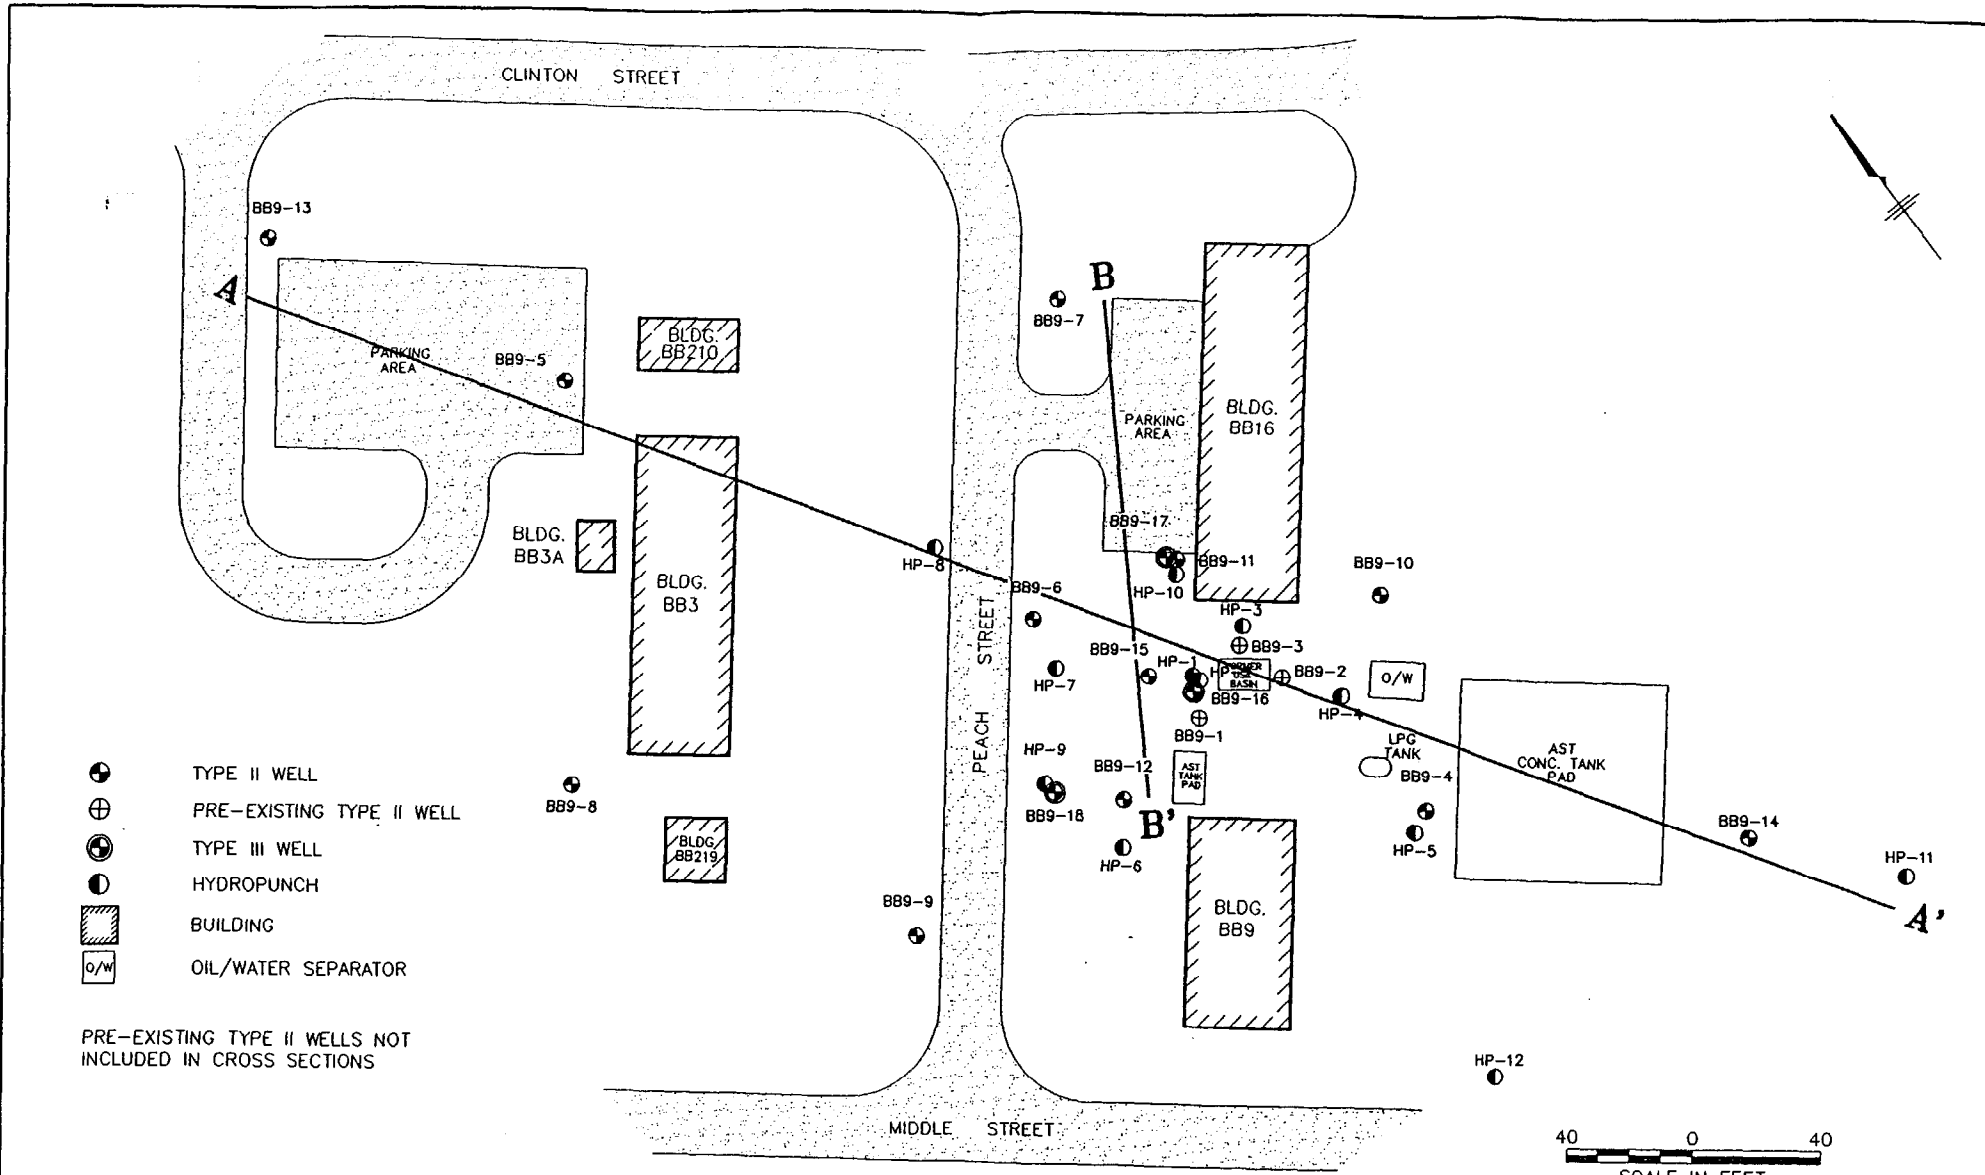 CLINTON STREET
BB9-13
A
B
BB9-7
BLDG.
BB210
PARKING
AREA
BB9-5
PARKING
AREA
BLDG.
BB16
BB9-17
BLDG.
BB3A
HP-8
BB9-11
BB9-10
BLDG.
BB3
BB9-6
HP-10
HP-3
PEACH STREET
BB9-15
HP-1
BB9-3
HP-7
BASIN
BB9-2
O/W
BB9-16
HP-4
BB9-1
LPG
TANK
AST
CONC. TANK
PAD
HP-9
BB9-12
AST
TANK
PAD
BB9-4
TYPE II WELL
BB9-8
PRE-EXISTING TYPE II WELL
BB9-18
B'
BB9-14
TYPE III WELL
BLDG.
BB219
HP-6
HP-5
HP-11
HYDROPUNCH
BB9-9
BLDG.
BB9
A'
BUILDING
O/W
OIL/WATER SEPARATOR
PRE-EXISTING TYPE II WELLS NOT
INCLUDED IN CROSS SECTIONS
HP-12
MIDDLE STREET
40 0 40
SCALE IN FEET